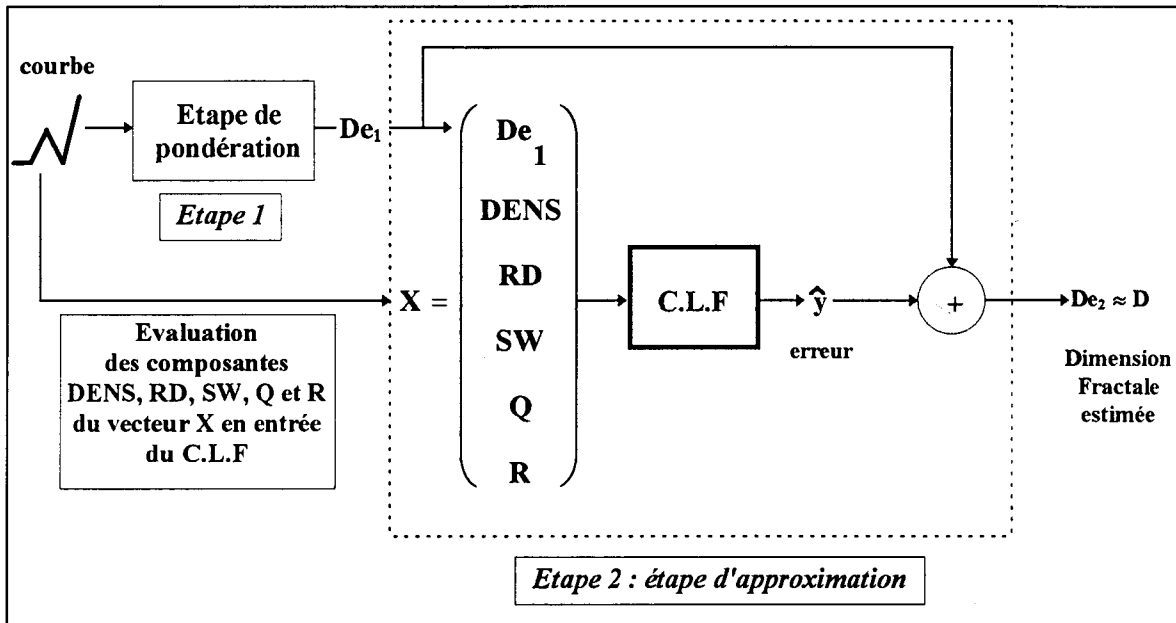 courbe
Etape de
pondération
De₁
Etape 1
Evaluation
des composantes
DENS, RD, SW, Q et R
du vecteur X en entrée
du C.L.F
X =
De
1
DENS
RD
SW
Q
R
C.L.F
ŷ
erreur
+
De₂ ≈ D
Dimension
Fractale
estimée
Etape 2 : étape d'approximation